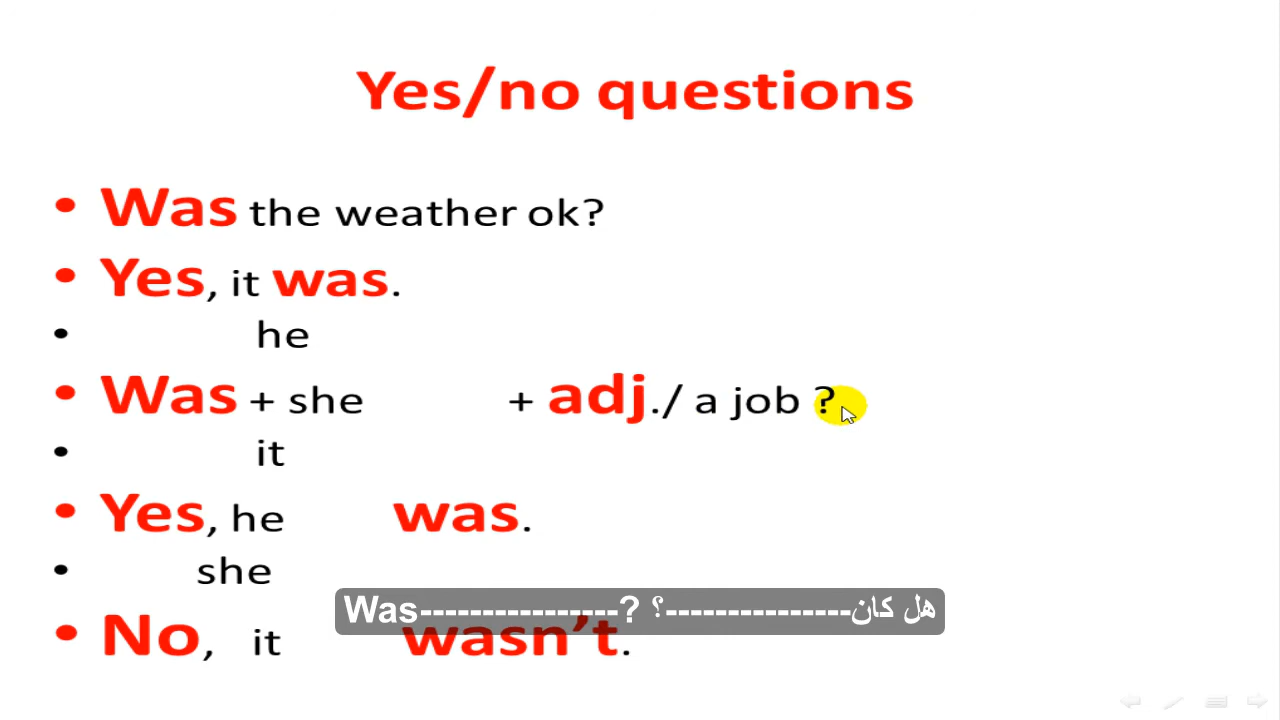 Yes/no questions
• Was the weather ok?
• Yes, it was.
• he
• Was + she + adj./ a job ?
• it
• Yes, he was.
• she
Was----------------? هل كان---------------؟
• No, it wasn’t.